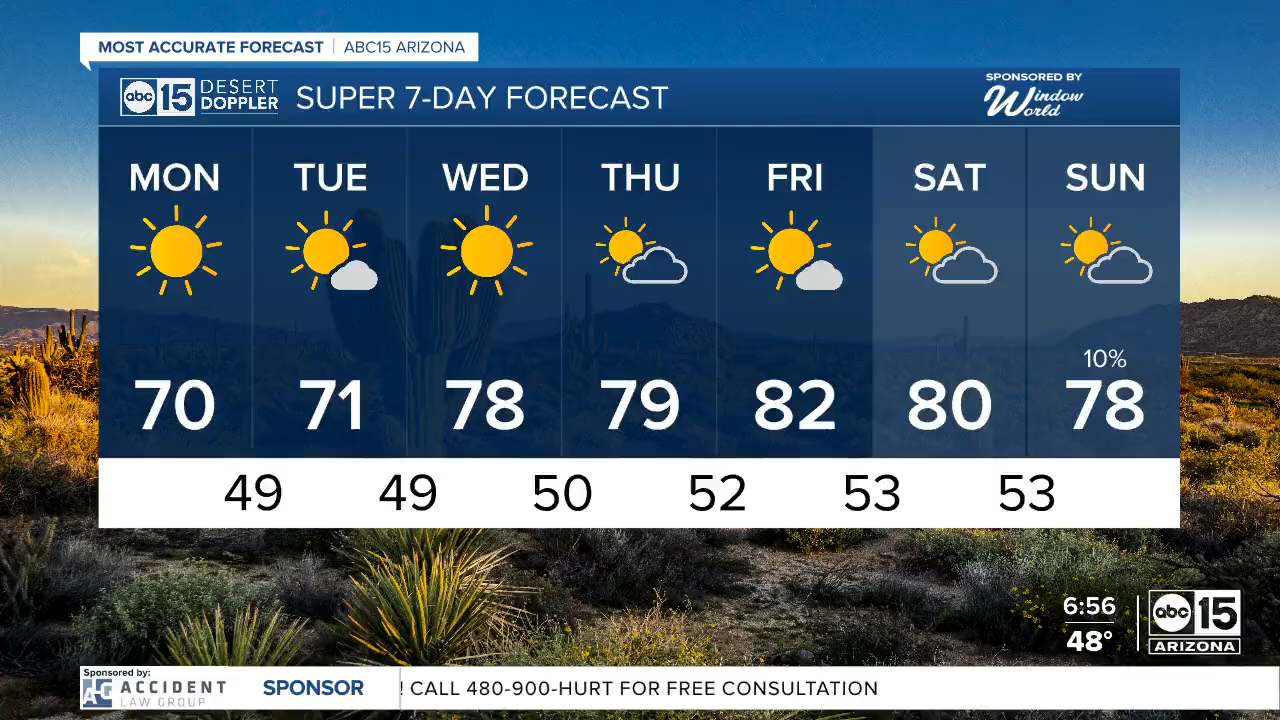 MOST ACCURATE FORECAST | ABC15 ARIZONA
abc 15 DESERT DOPPLER SUPER 7-DAY FORECAST SPONSORED BY Window World
MON TUE WED THU FRI SAT SUN
10%
70 71 78 79 82 80 78
49 49 50 52 53 53
6:56
48°
abc 15
ARIZONA
Sponsored by:
ALG ACCIDENT LAW GROUP SPONSOR ! CALL 480-900-HURT FOR FREE CONSULTATION